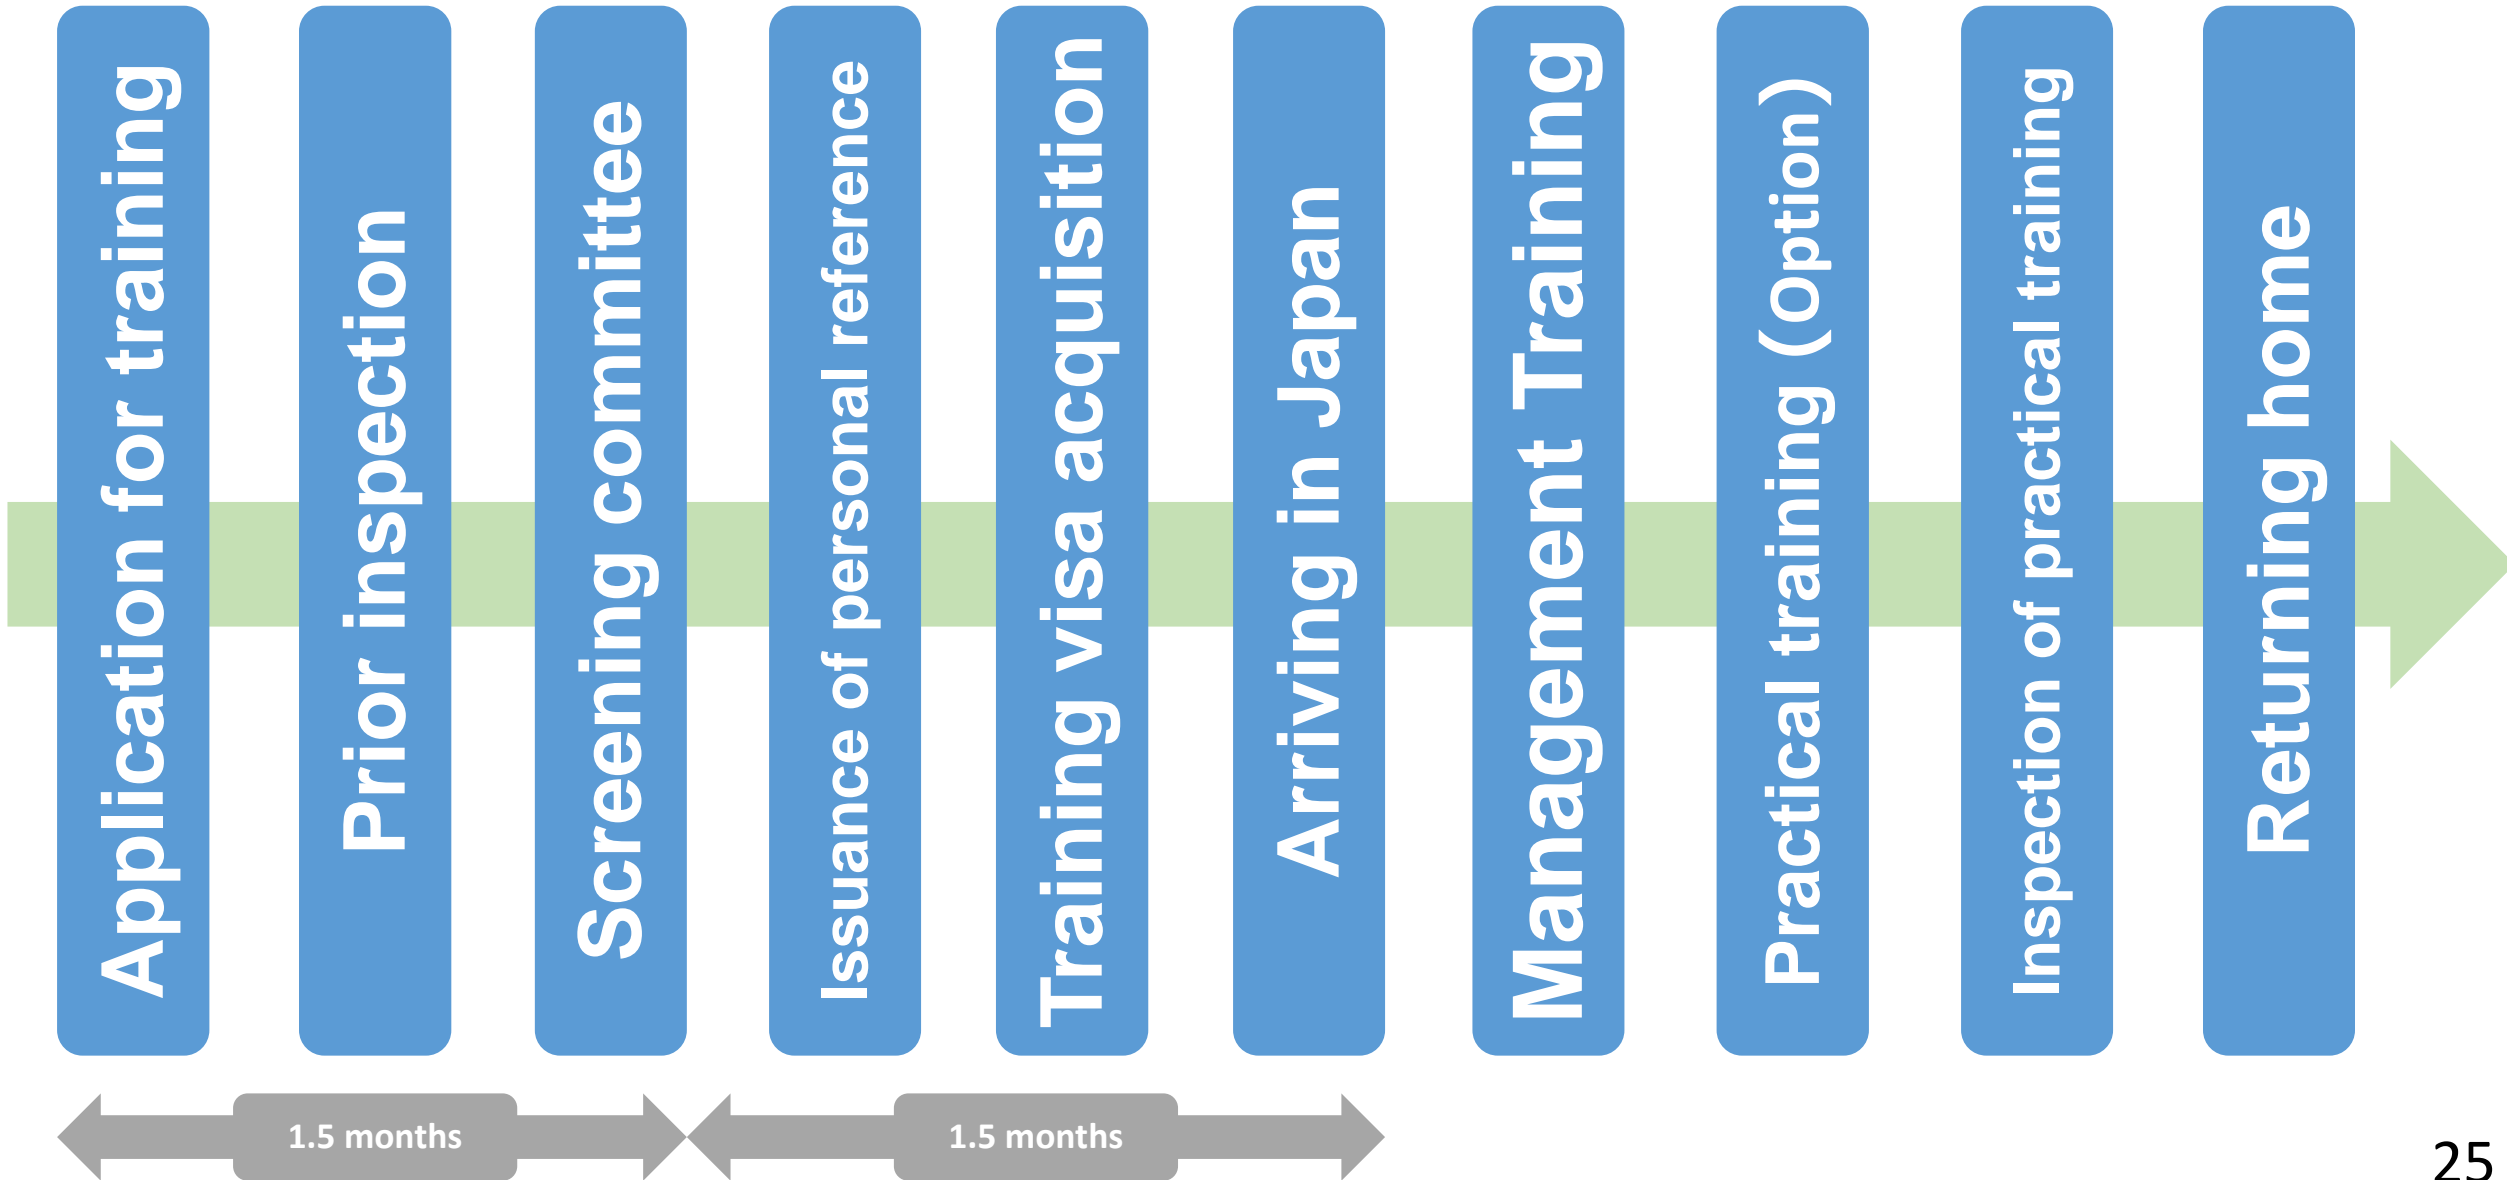 Application for training
Prior inspection
Screening committee
Issuance of personal reference
Training visa acquisition
Arriving in Japan
Management Training
Practical training (Option)
Inspection of practical training
Returning home
1.5 months
1.5 months
25